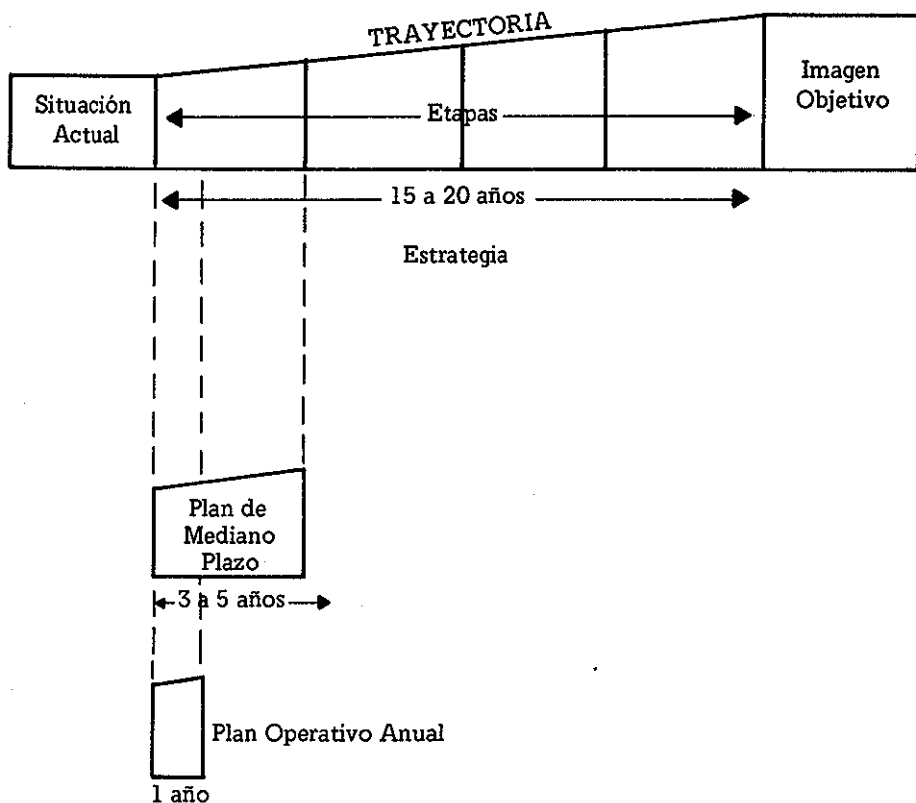 TRAYECTORIA
Situación
Actual
Etapas
Imagen
Objetivo
15 a 20 años
Estrategia
Plan de
Mediano
Plazo
3 a 5 años
Plan Operativo Anual
1 año